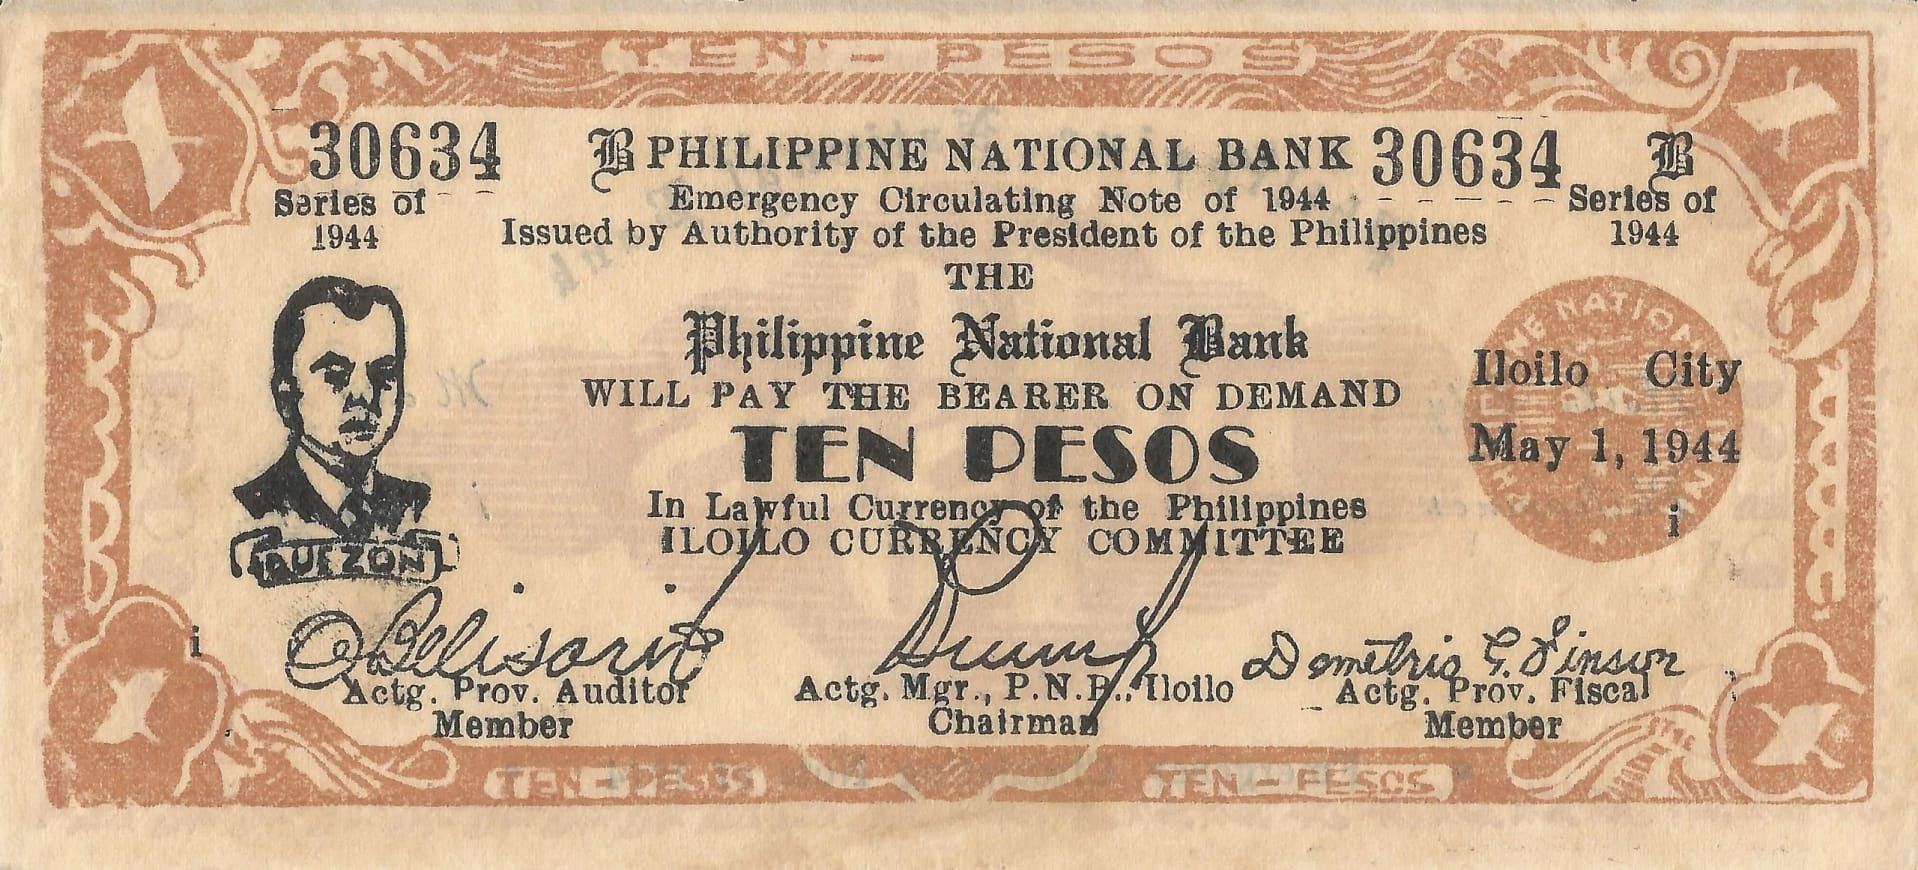 TEN - PESOS
X X
30634 B PHILIPPINE NATIONAL BANK 30634 B
Series of
1944
Emergency Circulating Note of 1944
Series of
1944
Issued by Authority of the President of the Philippines
THE
Philippine National Bank
WILL PAY THE BEARER ON DEMAND
TEN PESOS
In Lawful Currency of the Philippines
ILOILO CURRENCY COMMITTEE
Iloilo City
May 1, 1944
QUEZON
i
i
Actg. Prov. Auditor
Member
Actg. Mgr., P.N.B., Iloilo
Chairman
Demetrio G. Vinson
Actg. Prov. Fiscal
Member
X X
TEN - PESOS TEN - PESOS